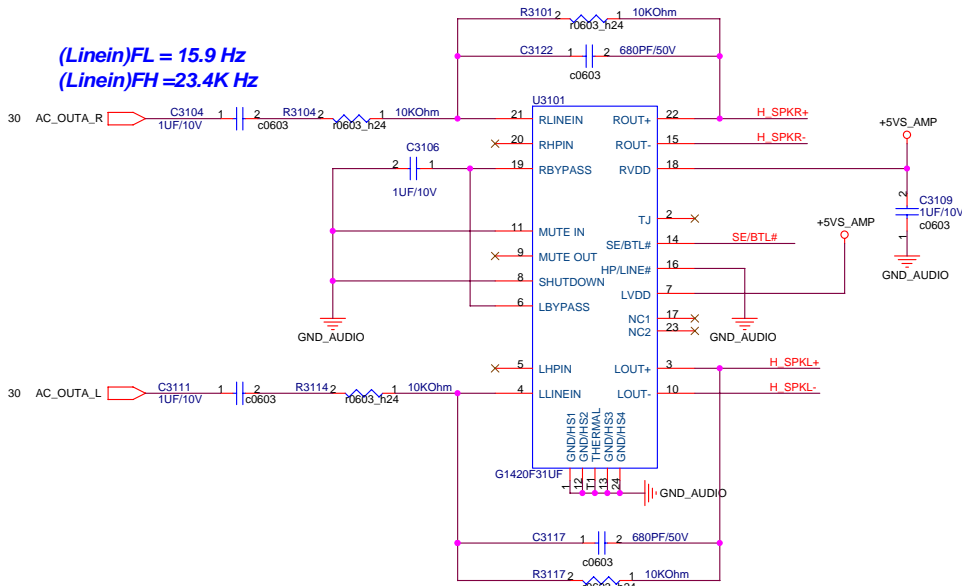 R3101 2 1 10KOhm
r0603_h24
C3122 1 2 680PF/50V
c0603
(Linein)FL = 15.9 Hz
(Linein)FH =23.4K Hz
30 AC_OUTA_R C3104 1 2 R3104 2 1 10KOhm
1UF/10V c0603 r0603_h24
U3101
21 RLINEIN ROUT+ 22 H_SPKR+
20 RHPIN ROUT- 15 H_SPKR-
19 RBYPASS RVDD 18
+5VS_AMP
C3106
2 1
1UF/10V
2
C3109
1UF/10V
c0603
1
GND_AUDIO
TJ 2
+5VS_AMP
11 MUTE IN SE/BTL# 14 SE/BTL#
9 MUTE OUT HP/LINE# 16
8 SHUTDOWN LVDD 7
6 LBYPASS NC1 17
NC2 23
GND_AUDIO
GND_AUDIO
5 LHPIN LOUT+ 3 H_SPKL+
30 AC_OUTA_L C3111 1 2 R3114 2 1 10KOhm
1UF/10V c0603 r0603_h24
4 LLINEIN LOUT- 10 H_SPKL-
GND/HS1
GND/HS2
THERMAL
GND/HS3
GND/HS4
G1420F31UF
1
12
T1
13
24
GND_AUDIO
C3117 1 2 680PF/50V
c0603
R3117 2 1 10KOhm
r0603_h24